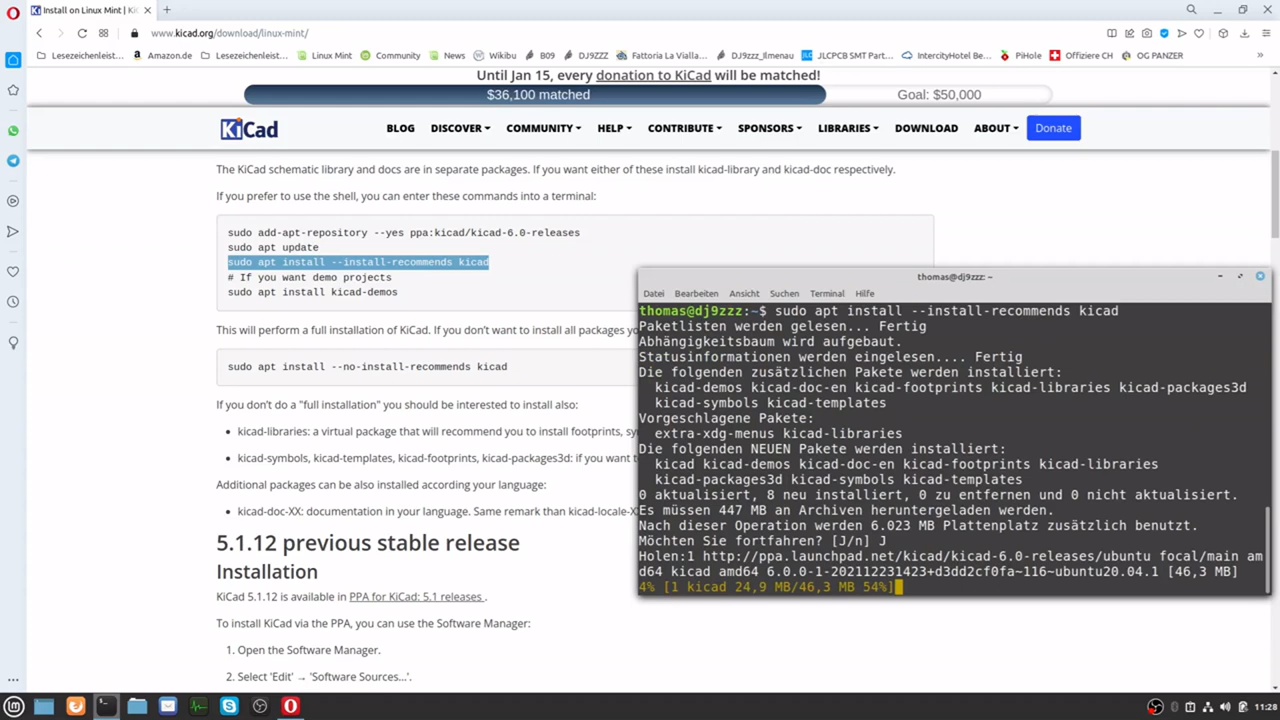 Install on Linux Mint | Ki
www.kicad.org/download/linux-mint/
Lesezeichenleist...
Amazon.de
Lesezeichenleist...
Linux Mint
Community
News
Wikibu
B09
DJ9ZZZ
Fattoria La Vialla...
DJ9zzz_Ilmenau
JLCPCB SMT Part...
IntercityHotel Be...
PiHole
Offiziere CH
OG PANZER
Until Jan 15, every donation to KiCad will be matched!
$36,100 matched
Goal: $50,000
KiCad
BLOG
DISCOVER
COMMUNITY
HELP
CONTRIBUTE
SPONSORS
LIBRARIES
DOWNLOAD
ABOUT
Donate
The KiCad schematic library and docs are in separate packages. If you want either of these install kicad-library and kicad-doc respectively.
If you prefer to use the shell, you can enter these commands into a terminal:
sudo add-apt-repository --yes ppa:kicad/kicad-6.0-releases
sudo apt update
sudo apt install --install-recommends kicad
# If you want demo projects
sudo apt install kicad-demos
This will perform a full installation of KiCad. If you don't want to install all packages yo
sudo apt install --no-install-recommends kicad
If you don't do a "full installation" you should be interested to install also:
kicad-libraries: a virtual package that will recommend you to install footprints, sy
kicad-symbols, kicad-templates, kicad-footprints, kicad-packages3d: if you want t
Additional packages can be also installed according your language:
kicad-doc-XX: documentation in your language. Same remark than kicad-locale-X
5.1.12 previous stable release
Installation
KiCad 5.1.12 is available in PPA for KiCad: 5.1 releases .
To install KiCad via the PPA, you can use the Software Manager:
1. Open the Software Manager.
2. Select 'Edit' → 'Software Sources...'.
thomas@dj9zzz: ~
Datei
Bearbeiten
Ansicht
Suchen
Terminal
Hilfe
thomas@dj9zzz:~$ sudo apt install --install-recommends kicad
Paketlisten werden gelesen... Fertig
Abhängigkeitsbaum wird aufgebaut.
Statusinformationen werden eingelesen.... Fertig
Die folgenden zusätzlichen Pakete werden installiert:
kicad-demos kicad-doc-en kicad-footprints kicad-libraries kicad-packages3d
kicad-symbols kicad-templates
Vorgeschlagene Pakete:
extra-xdg-menus kicad-libraries
Die folgenden NEUEN Pakete werden installiert:
kicad kicad-demos kicad-doc-en kicad-footprints kicad-libraries
kicad-packages3d kicad-symbols kicad-templates
0 aktualisiert, 8 neu installiert, 0 zu entfernen und 0 nicht aktualisiert.
Es müssen 447 MB an Archiven heruntergeladen werden.
Nach dieser Operation werden 6.023 MB Plattenplatz zusätzlich benutzt.
Möchten Sie fortfahren? [J/n] J
Holen:1 http://ppa.launchpad.net/kicad/kicad-6.0-releases/ubuntu focal/main am
d64 kicad amd64 6.0.0-1-202112231423+d3dd2cf0fa~116~ubuntu20.04.1 [46,3 MB]
4% [1 kicad 24,9 MB/46,3 MB 54%]
11:28